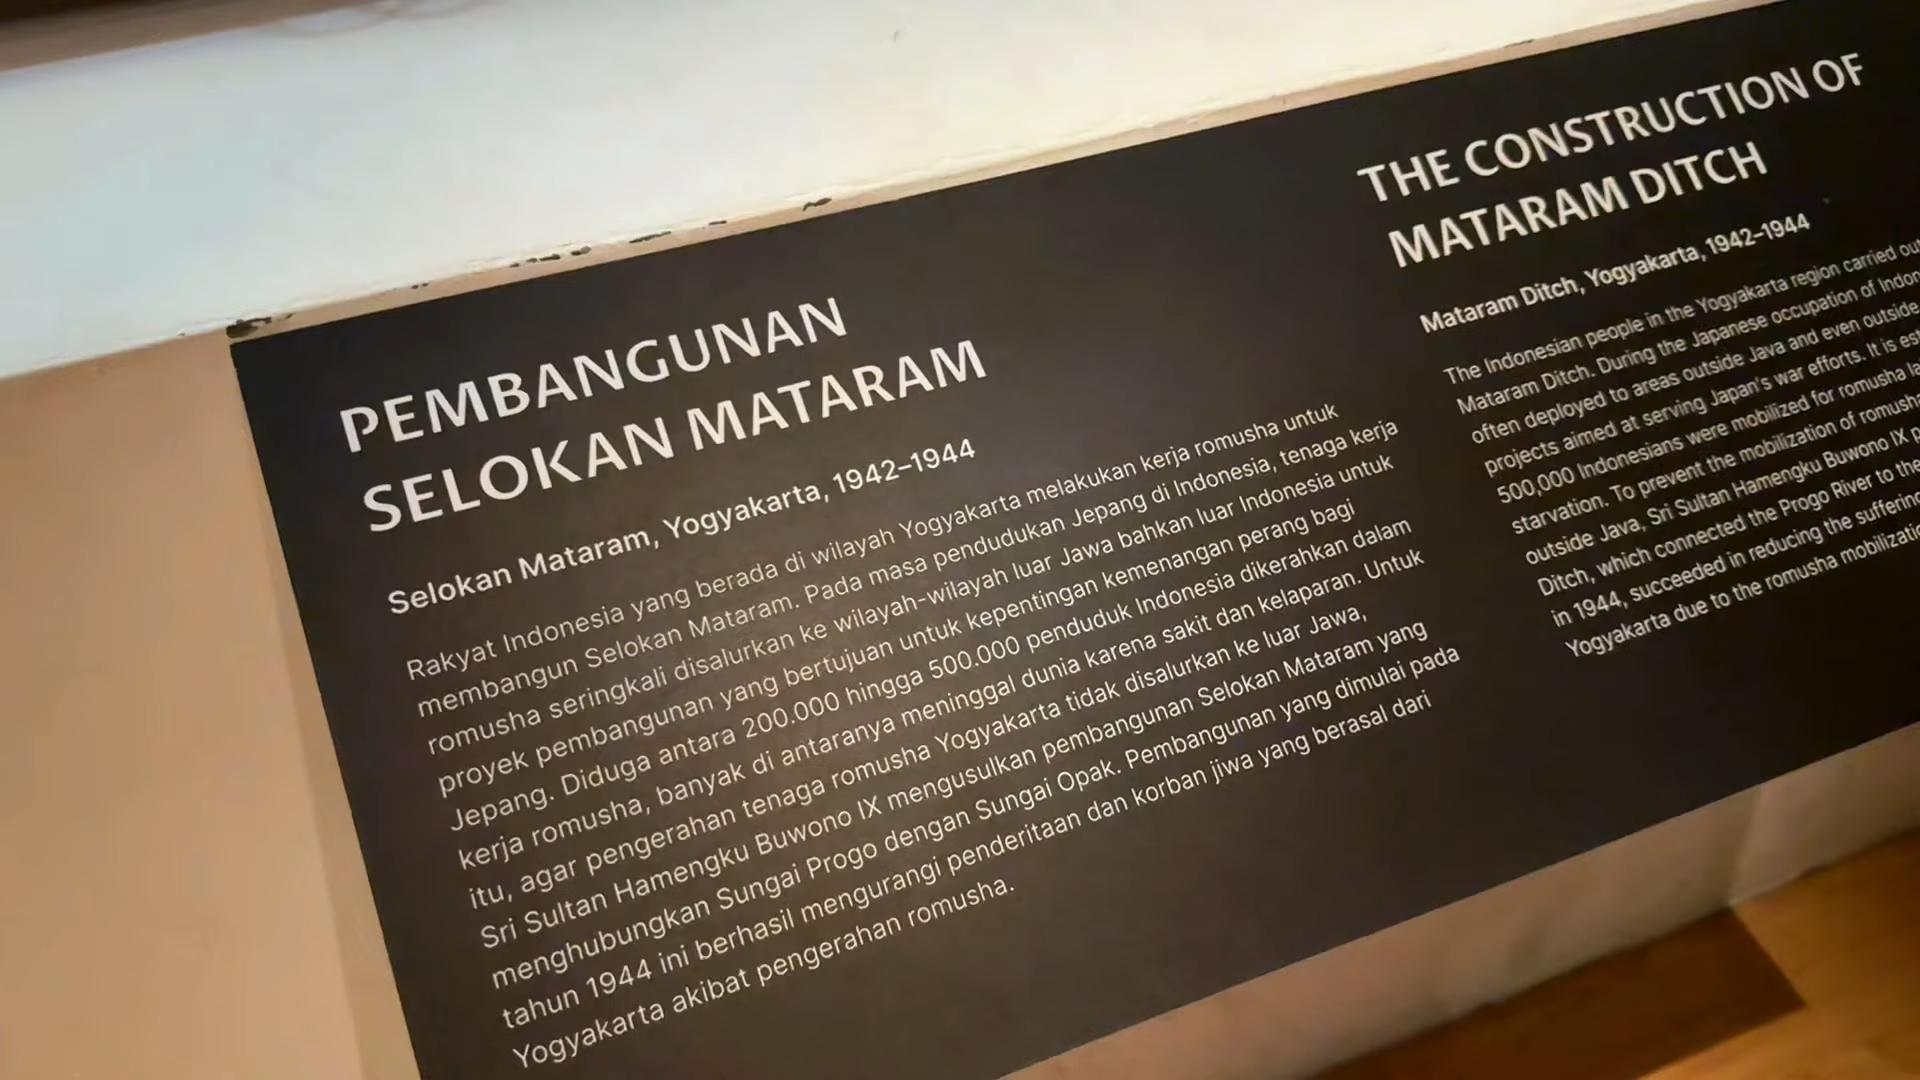 PEMBANGUNAN
SELOKAN MATARAM
Selokan Mataram, Yogyakarta, 1942–1944
Rakyat Indonesia yang berada di wilayah Yogyakarta melakukan kerja romusha untuk
membangun Selokan Mataram. Pada masa pendudukan Jepang di Indonesia, tenaga kerja
romusha seringkali disalurkan ke wilayah-wilayah luar Jawa bahkan luar Indonesia untuk
proyek pembangunan yang bertujuan untuk kepentingan kemenangan perang bagi
Jepang. Diduga antara 200.000 hingga 500.000 penduduk Indonesia dikerahkan dalam
kerja romusha, banyak di antaranya meninggal dunia karena sakit dan kelaparan. Untuk
itu, agar pengerahan tenaga romusha Yogyakarta tidak disalurkan ke luar Jawa,
Sri Sultan Hamengku Buwono IX mengusulkan pembangunan Selokan Mataram yang
menghubungkan Sungai Progo dengan Sungai Opak. Pembangunan yang dimulai pada
tahun 1944 ini berhasil mengurangi penderitaan dan korban jiwa yang berasal dari
Yogyakarta akibat pengerahan romusha.
THE CONSTRUCTION OF
MATARAM DITCH
Mataram Ditch, Yogyakarta, 1942–1944
The Indonesian people in the Yogyakarta region carried
Mataram Ditch. During the Japanese occupation of
often deployed to areas outside Java and even outside
projects aimed at serving Japan's war efforts. It is
500,000 Indonesians were mobilized for romusha
starvation. To prevent the mobilization of romusha
outside Java, Sri Sultan Hamengku Buwono IX
Ditch, which connected the Progo River to the
in 1944, succeeded in reducing the suffering
Yogyakarta due to the romusha